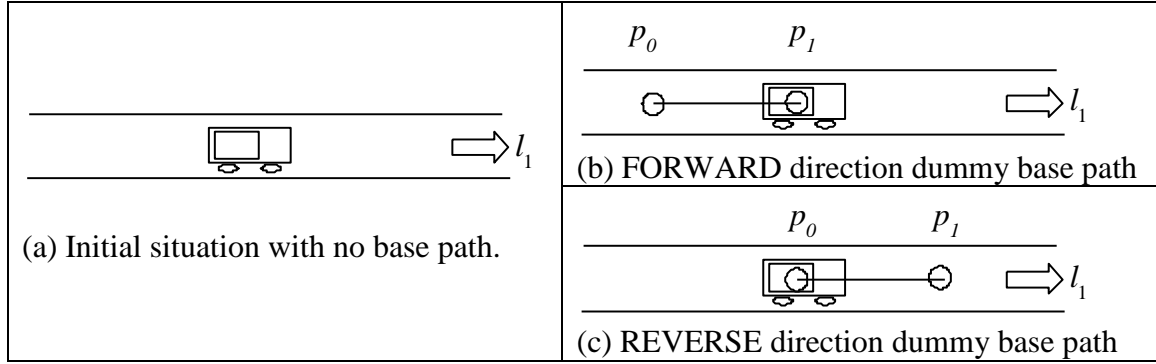 l1
(a) Initial situation with no base path.
p0 p1
l1
(b) FORWARD direction dummy base path
p0 p1
l1
(c) REVERSE direction dummy base path